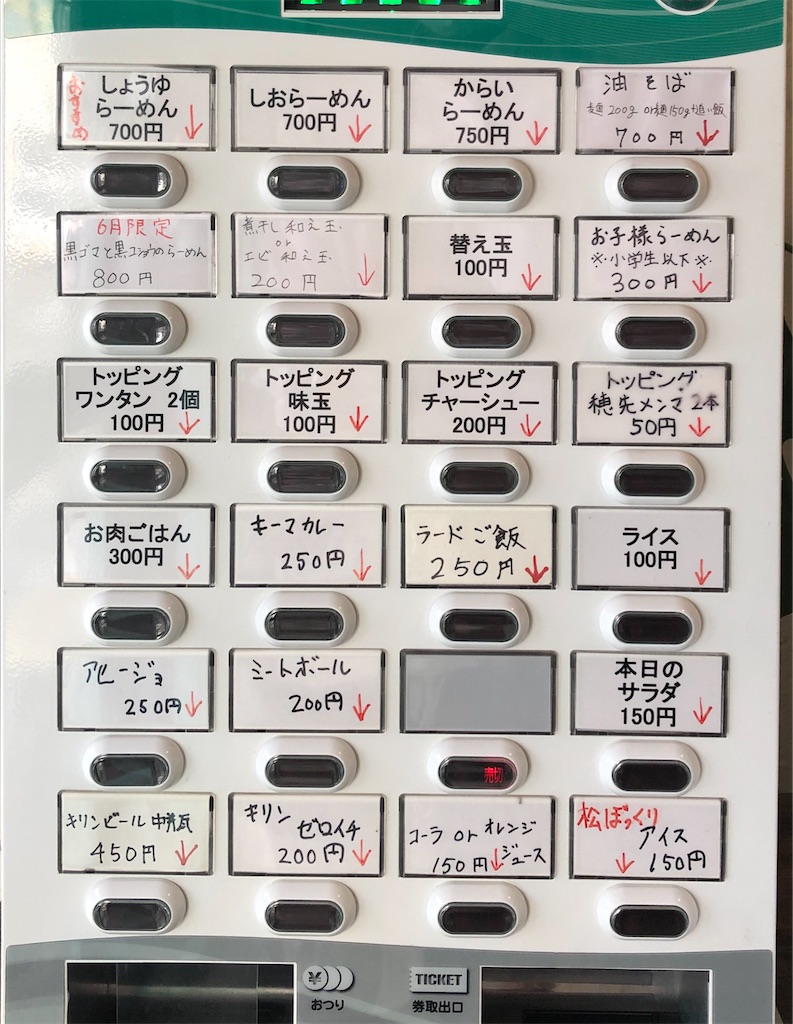 おすすめ
しょうゆ
らーめん
700円
しおらーめん
700円
からい
らーめん
750円
油そば
麺200g or 麺150g+追い飯
700円
6月限定
黒ゴマと黒コショウのらーめん
800円
煮干し和え玉
or
エビ和え玉
200円
替え玉
100円
お子様らーめん
※小学生以下※
300円
トッピング
ワンタン 2個
100円
トッピング
味玉
100円
トッピング
チャーシュー
200円
トッピング
穂先メンマ2本
50円
お肉ごはん
300円
キーマカレー
250円
ラードご飯
250円
ライス
100円
アヒージョ
250円
ミートボール
200円
本日の
サラダ
150円
売切
キリンビール中瓶
450円
キリン
ゼロイチ
200円
コーラ or オレンジ
ジュース
150円
松ぼっくり
アイス
150円
¥
おつり
TICKET
券取出口